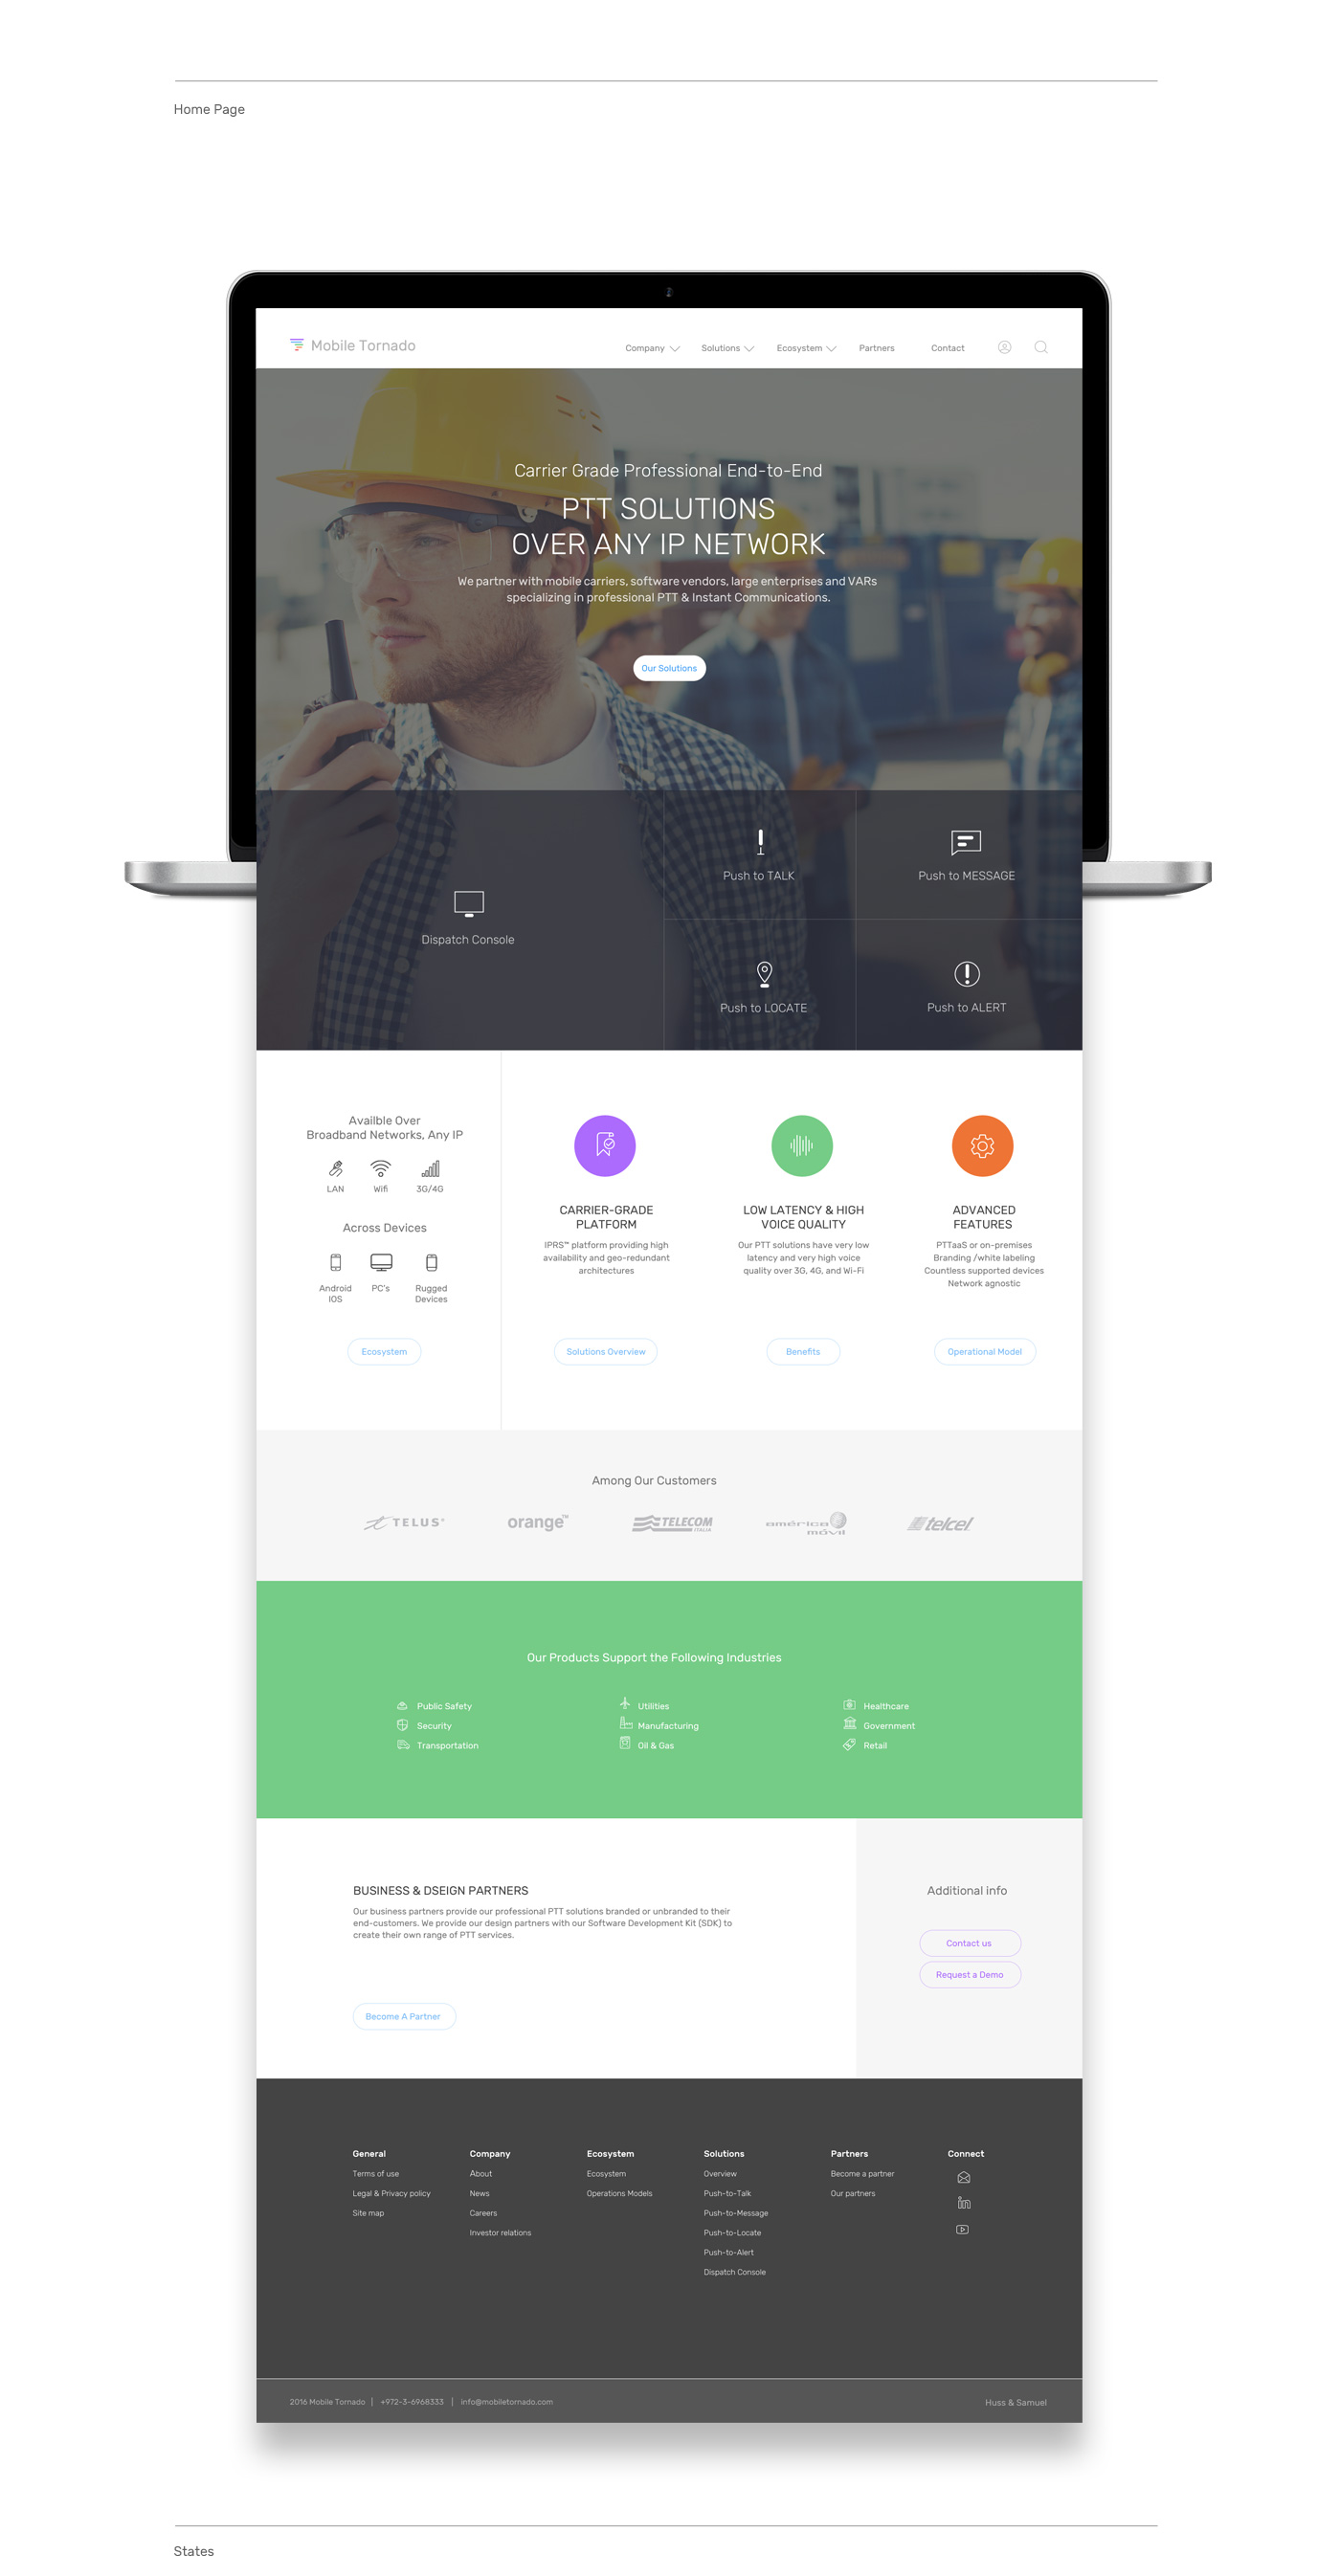 Home Page
Mobile Tornado
Company
Solutions
Ecosystem
Partners
Contact
Carrier Grade Professional End-to-End
PTT SOLUTIONS
OVER ANY IP NETWORK
We partner with mobile carriers, software vendors, large enterprises and VARs
specializing in professional PTT & Instant Communications.
Our Solutions
Dispatch Console
Push to TALK
Push to MESSAGE
Push to LOCATE
Push to ALERT
Availble Over
Broadband Networks, Any IP
LAN
Wifi
3G/4G
Across Devices
Android
IOS
PC's
Rugged
Devices
Ecosystem
CARRIER-GRADE
PLATFORM
IPRS™ platform providing high
availability and geo-redundant
architectures
Solutions Overview
LOW LATENCY & HIGH
VOICE QUALITY
Our PTT solutions have very low
latency and very high voice
quality over 3G, 4G, and Wi-Fi
Benefits
ADVANCED
FEATURES
PTTaaS or on-premises
Branding /white labeling
Countless supported devices
Network agnostic
Operational Model
Among Our Customers
TELUS®
orange™
TELECOM
ITALIA
américa
móvil
telcel
Our Products Support the Following Industries
Public Safety
Security
Transportation
Utilities
Manufacturing
Oil & Gas
Healthcare
Government
Retail
BUSINESS & DSEIGN PARTNERS
Our business partners provide our professional PTT solutions branded or unbranded to their
end-customers. We provide our design partners with our Software Development Kit (SDK) to
create their own range of PTT services.
Become A Partner
Additional info
Contact us
Request a Demo
General
Terms of use
Legal & Privacy policy
Site map
Company
About
News
Careers
Investor relations
Ecosystem
Ecosystem
Operations Models
Solutions
Overview
Push-to-Talk
Push-to-Message
Push-to-Locate
Push-to-Alert
Dispatch Console
Partners
Become a partner
Our partners
Connect
in
2016 Mobile Tornado | +972-3-6968333 | info@mobiletornado.com
Huss & Samuel
States